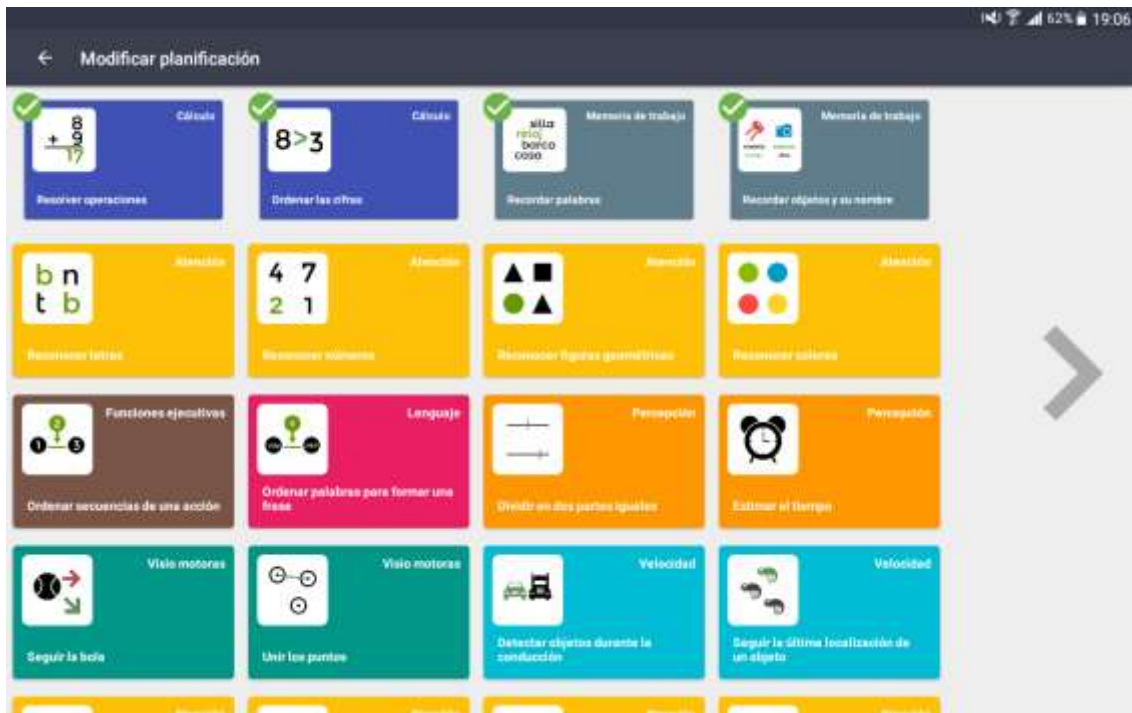 62% 19:06
Modificar planificación
8
+ 9
17
Cálculo
Resolver operaciones
8>3
Cálculo
Ordenar las cifras
silla
reloj
barco
casa
Memoria de trabajo
Recordar palabras
Memoria de trabajo
Recordar objetos y su nombre
b n
t b
Atención
Reconocer letras
4 7
2 1
Atención
Reconocer números
Atención
Reconocer figuras geométricas
Atención
Reconocer colores
2
1 3
Funciones ejecutivas
Ordenar secuencias de una acción
Lenguaje
Ordenar palabras para formar una
frase
Percepción
Dividir en dos partes iguales
Percepción
Estimar el tiempo
Visio motoras
Seguir la bola
Visio motoras
Unir los puntos
Velocidad
Detectar objetos durante la
conducción
Velocidad
Seguir la última localización de
un objeto